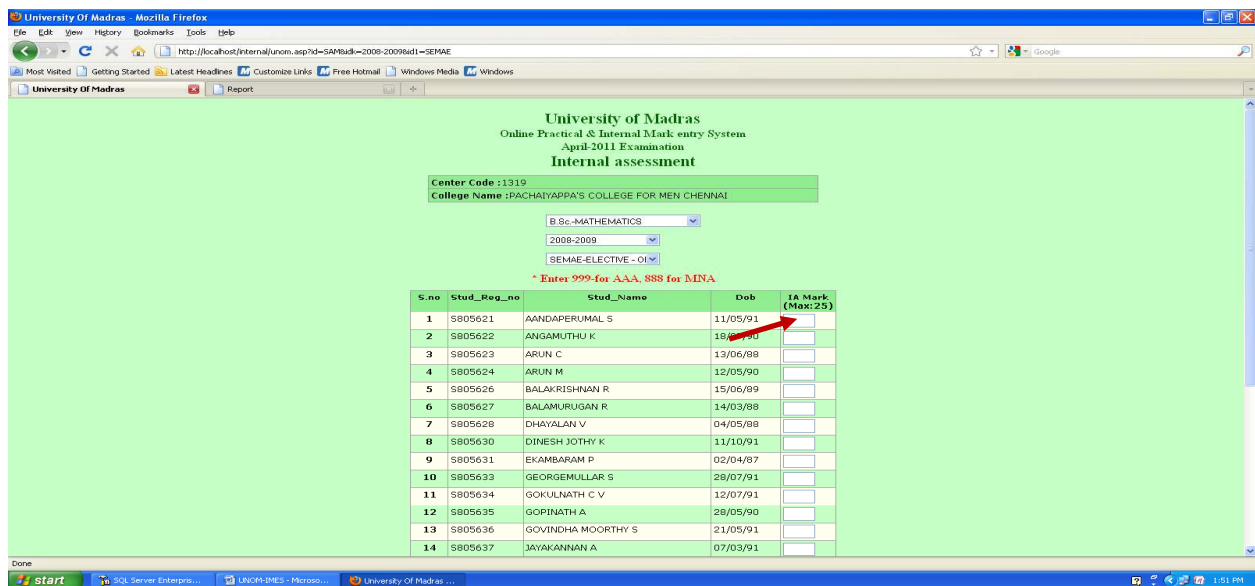 University Of Madras - Mozilla Firefox
File Edit View History Bookmarks Tools Help
http://localhost/internal/unom.asp?id=SAM&idk=2008-2009&id1=SEMAE
Google
Most Visited Getting Started Latest Headlines Customize Links Free Hotmail Windows Media Windows
University Of Madras Report
University of Madras
Online Practical & Internal Mark entry System
April-2011 Examination
Internal assessment
Center Code :1319
College Name :PACHAIYAPPA'S COLLEGE FOR MEN CHENNAI
B.Sc.-MATHEMATICS
2008-2009
SEMAE-ELECTIVE - OI
* Enter 999-for AAA, 888 for MNA
S.no Stud_Reg_no Stud_Name Dob IA Mark (Max:25)
1 S805621 AANDAPERUMAL S 11/05/91
2 S805622 ANGAMUTHU K
3 S805623 ARUN C 13/06/88
4 S805624 ARUN M 12/05/90
5 S805626 BALAKRISHNAN R 15/06/89
6 S805627 BALAMURUGAN R 14/03/88
7 S805628 DHAYALAN V 04/05/88
8 S805630 DINESH JOTHY K 11/10/91
9 S805631 EKAMBARAM P 02/04/87
10 S805633 GEORGEMULLAR S 28/07/91
11 S805634 GOKULNATH C V 12/07/91
12 S805635 GOPINATH A 28/05/90
13 S805636 GOVINDHA MOORTHY S 21/05/91
14 S805637 JAYAKANNAN A 07/03/91
Done
start SQL Server Enterpris... UNOM-IMES - Microso... University Of Madras ... 1:51 PM